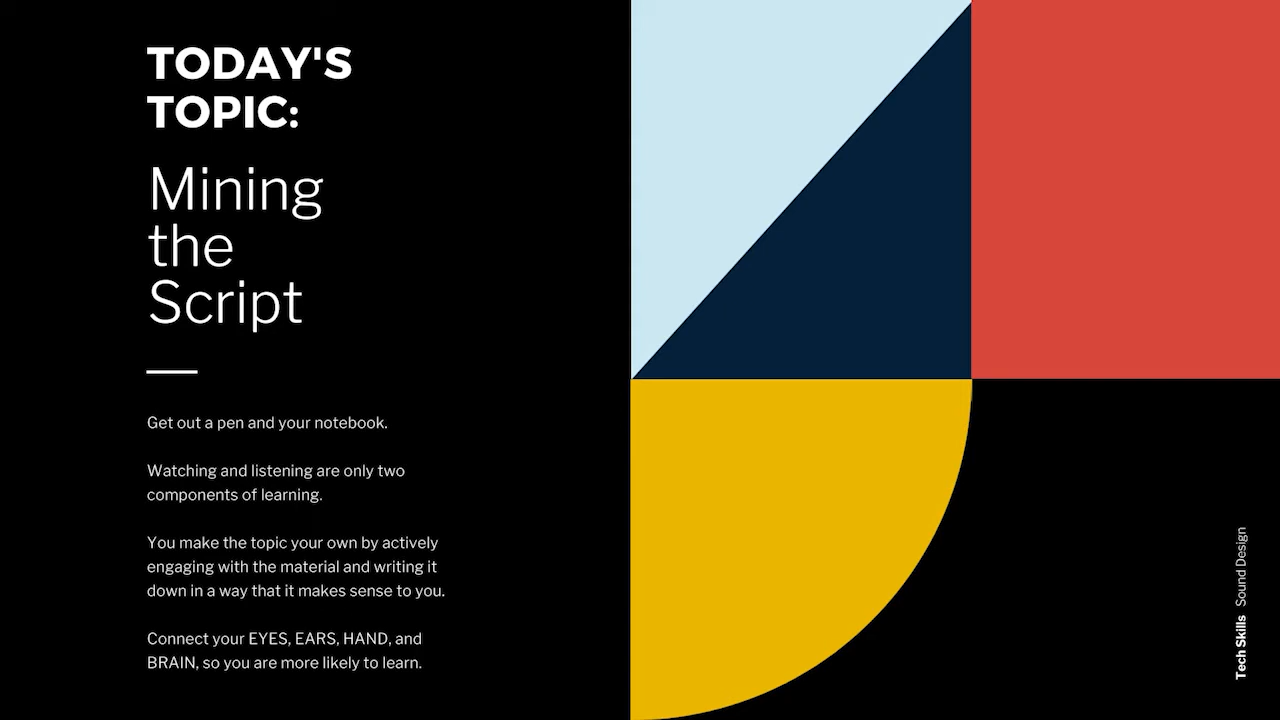 TODAY'S
TOPIC:
Mining
the
Script
Get out a pen and your notebook.
Watching and listening are only two
components of learning.
You make the topic your own by actively
engaging with the material and writing it
down in a way that it makes sense to you.
Connect your EYES, EARS, HAND, and
BRAIN, so you are more likely to learn.
Tech Skills Sound Design